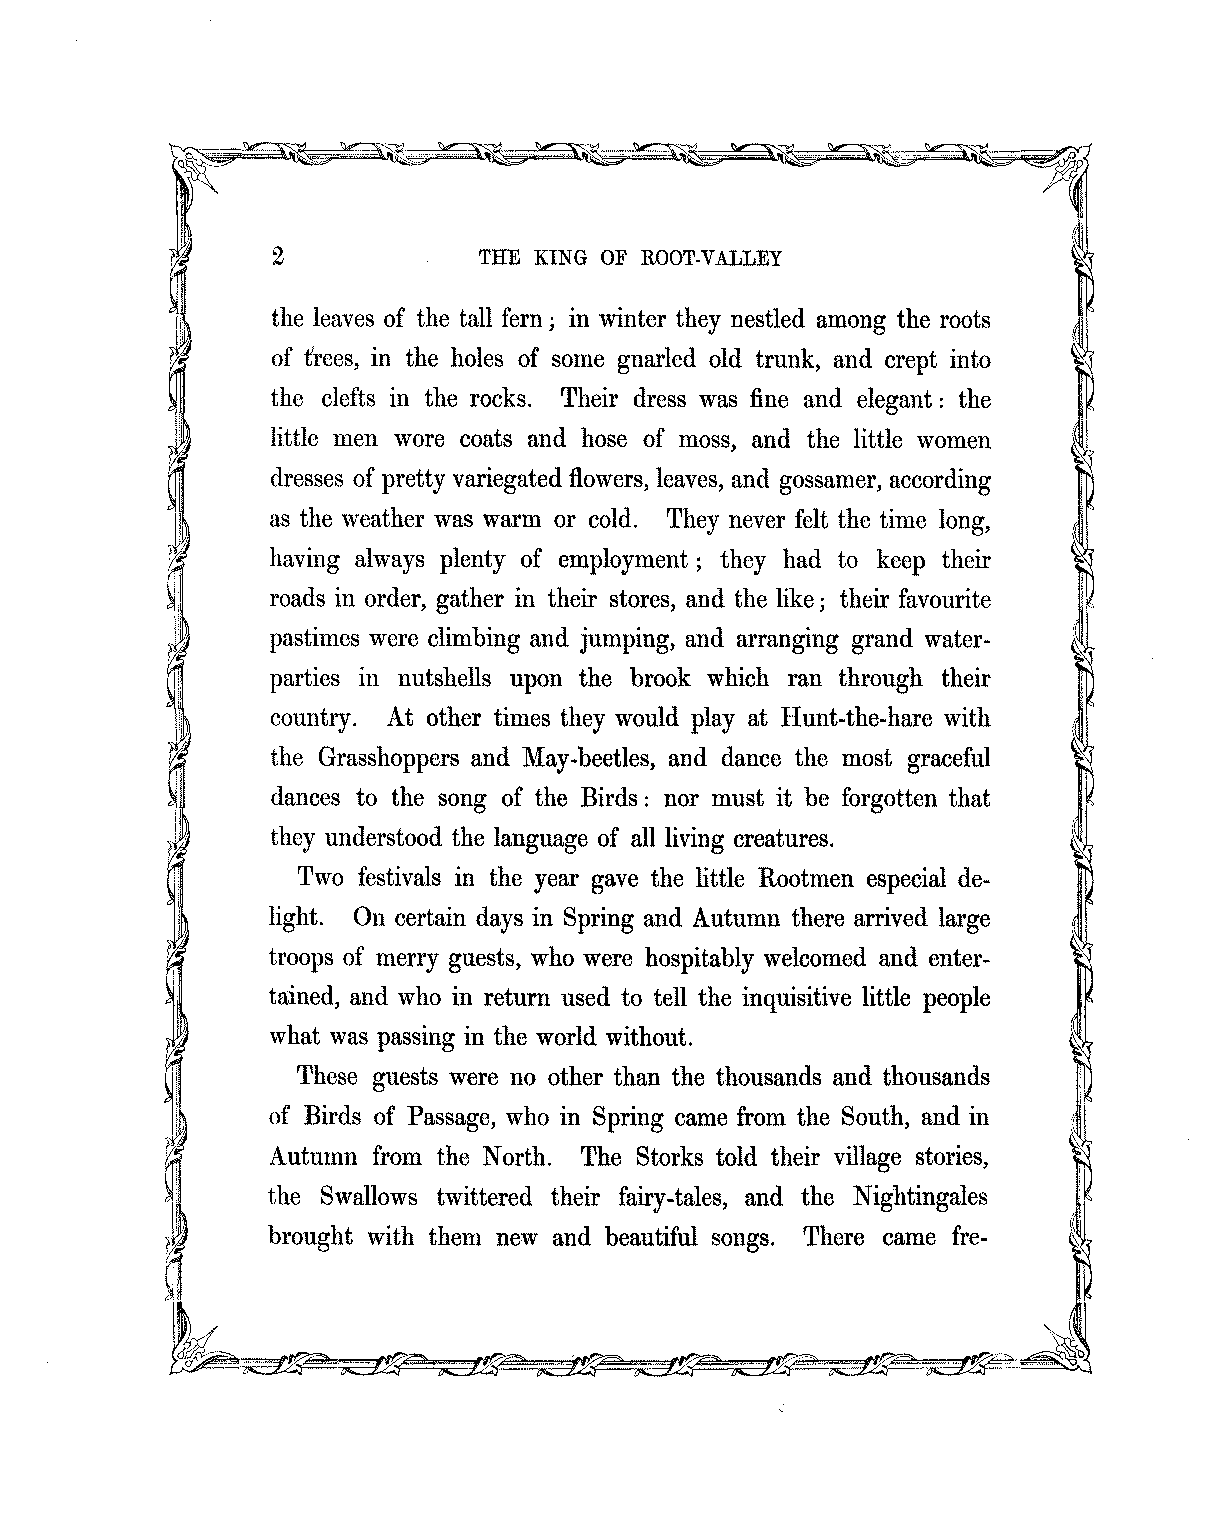 2 THE KING OF ROOT-VALLEY
the leaves of the tall fern; in winter they nestled among the roots
of trees, in the holes of some gnarled old trunk, and crept into
the clefts in the rocks. Their dress was fine and elegant: the
little men wore coats and hose of moss, and the little women
dresses of pretty variegated flowers, leaves, and gossamer, according
as the weather was warm or cold. They never felt the time long,
having always plenty of employment; they had to keep their
roads in order, gather in their stores, and the like; their favourite
pastimes were climbing and jumping, and arranging grand water-
parties in nutshells upon the brook which ran through their
country. At other times they would play at Hunt-the-hare with
the Grasshoppers and May-beetles, and dance the most graceful
dances to the song of the Birds: nor must it be forgotten that
they understood the language of all living creatures.
Two festivals in the year gave the little Rootmen especial de-
light. On certain days in Spring and Autumn there arrived large
troops of merry guests, who were hospitably welcomed and enter-
tained, and who in return used to tell the inquisitive little people
what was passing in the world without.
These guests were no other than the thousands and thousands
of Birds of Passage, who in Spring came from the South, and in
Autumn from the North. The Storks told their village stories,
the Swallows twittered their fairy-tales, and the Nightingales
brought with them new and beautiful songs. There came fre-